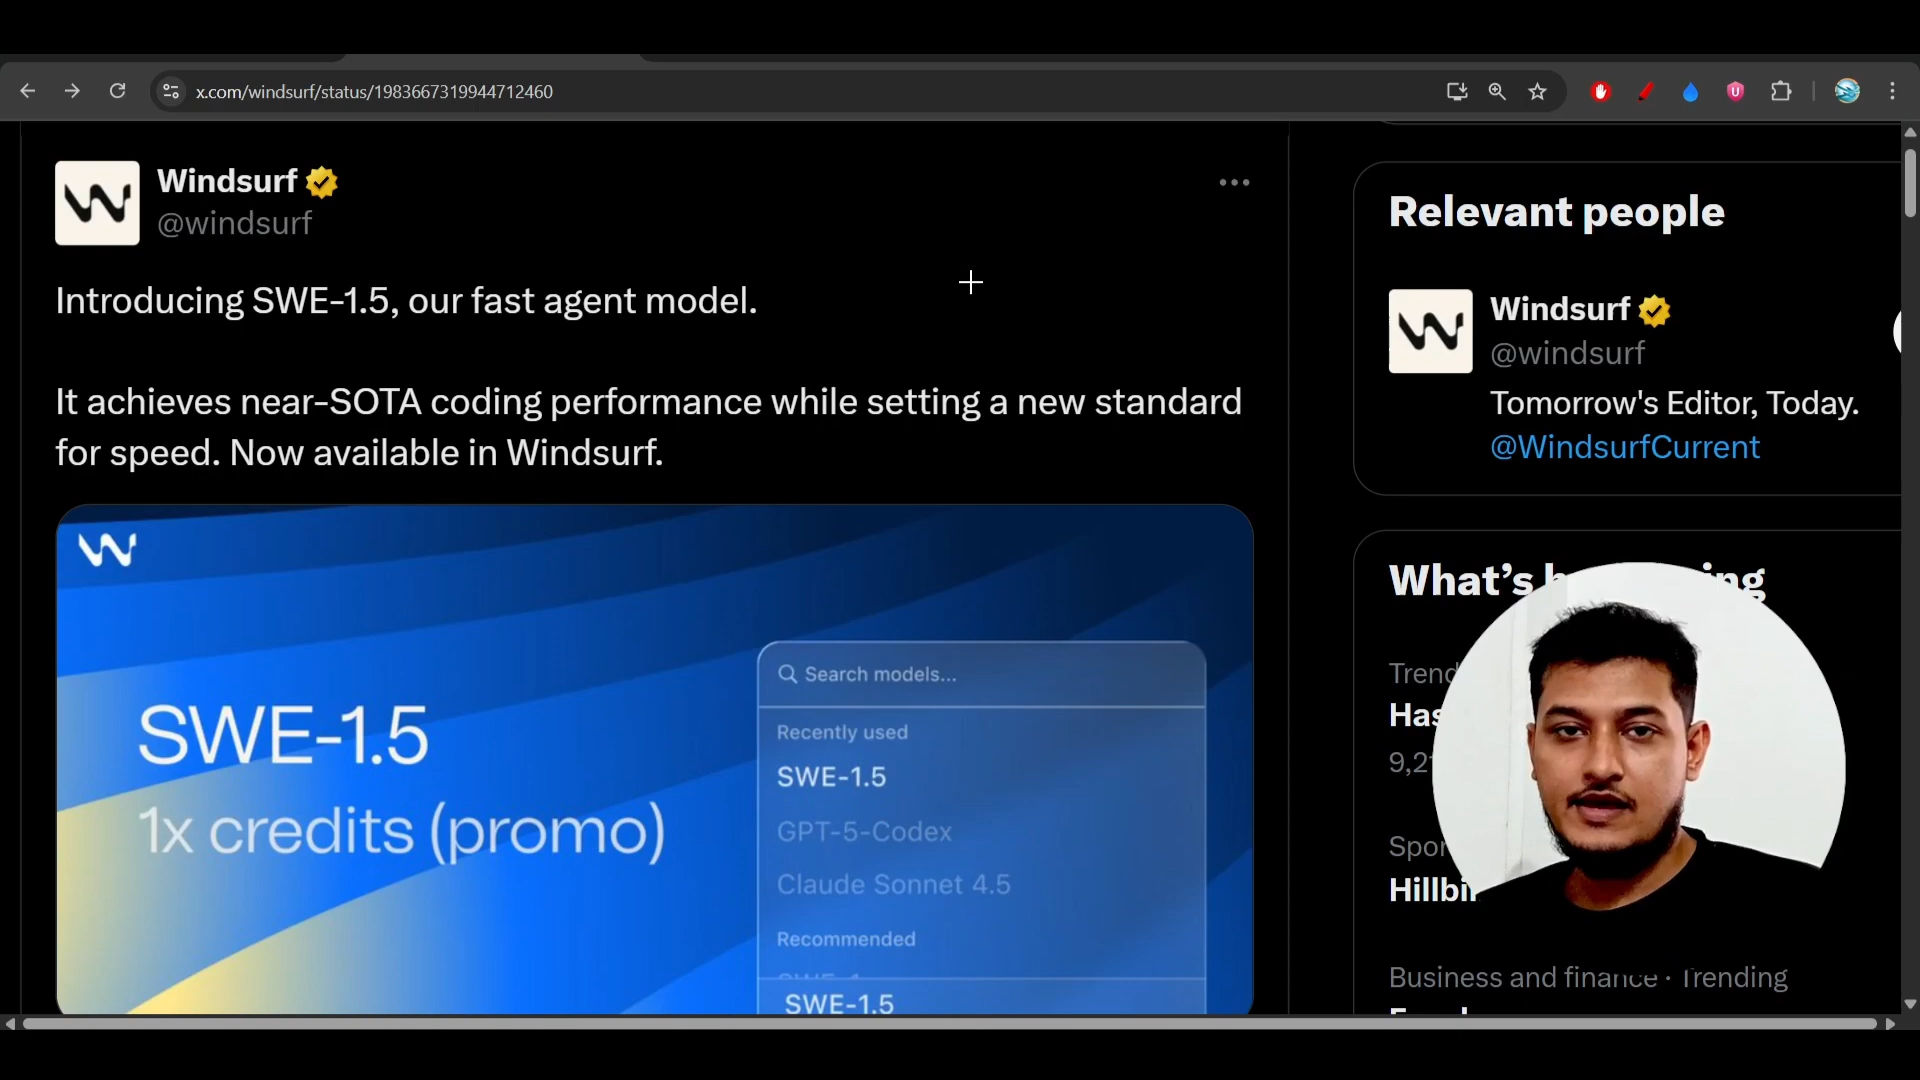 x.com/windsurf/status/1983667319944712460
Windsurf
@windsurf
Introducing SWE-1.5, our fast agent model.
It achieves near-SOTA coding performance while setting a new standard
for speed. Now available in Windsurf.
SWE-1.5
1x credits (promo)
Search models...
Recently used
SWE-1.5
GPT-5-Codex
Claude Sonnet 4.5
Recommended
SWE-1.5
Relevant people
Windsurf
@windsurf
Tomorrow's Editor, Today.
@WindsurfCurrent
What's
Business and finance · Trending